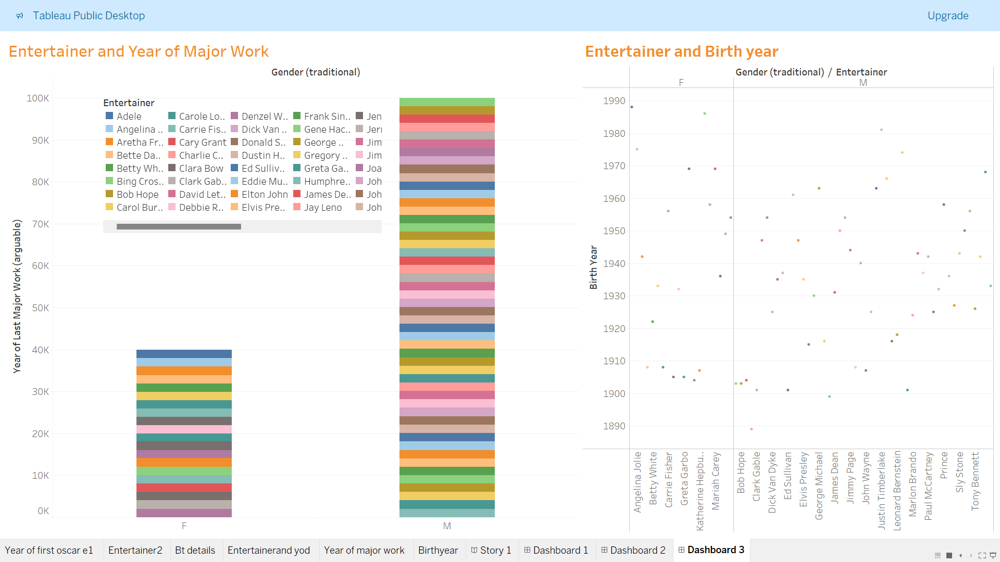 Tableau Public Desktop
Upgrade
Entertainer and Year of Major Work
Gender (traditional)
Year of Last Major Work (arguable)
100K
90K
80K
70K
60K
50K
40K
30K
20K
10K
0K
Entertainer
Adele
Angelina ..
Aretha Fr..
Bette Da..
Betty Wh..
Bing Cros..
Bob Hope
Carol Bur..
Carole Lo..
Carrie Fis..
Cary Grant
Charlie C..
Clara Bow
Clark Gab..
David Let..
Debbie R..
Denzel W..
Dick Van ..
Donald S..
Dustin H..
Ed Sulliv..
Eddie Mu..
Elton John
Elvis Pre..
Frank Sin..
Gene Hac..
George ..
Gregory ..
Greta Ga..
Humphre..
James De..
Jay Leno
Jen
Jerr
Jim
Jim
Joa
Joh
Joh
Joh
F
M
Entertainer and Birth year
Gender (traditional) / Entertainer
F
M
Birth Year
1990
1980
1970
1960
1950
1940
1930
1920
1910
1900
1890
Angelina Jolie
Betty White
Carrie Fisher
Greta Garbo
Katherine Hepbu..
Mariah Carey
Bob Hope
Clark Gable
Dick Van Dyke
Ed Sullivan
Elvis Presley
George Michael
James Dean
Jimmy Page
John Wayne
Justin Timberlake
Leonard Bernstein
Marlon Brando
Paul McCartney
Prince
Sly Stone
Tony Bennett
Year of first oscar e1
Entertainer2
Bt details
Entertainerand yod
Year of major work
Birthyear
Story 1
Dashboard 1
Dashboard 2
Dashboard 3